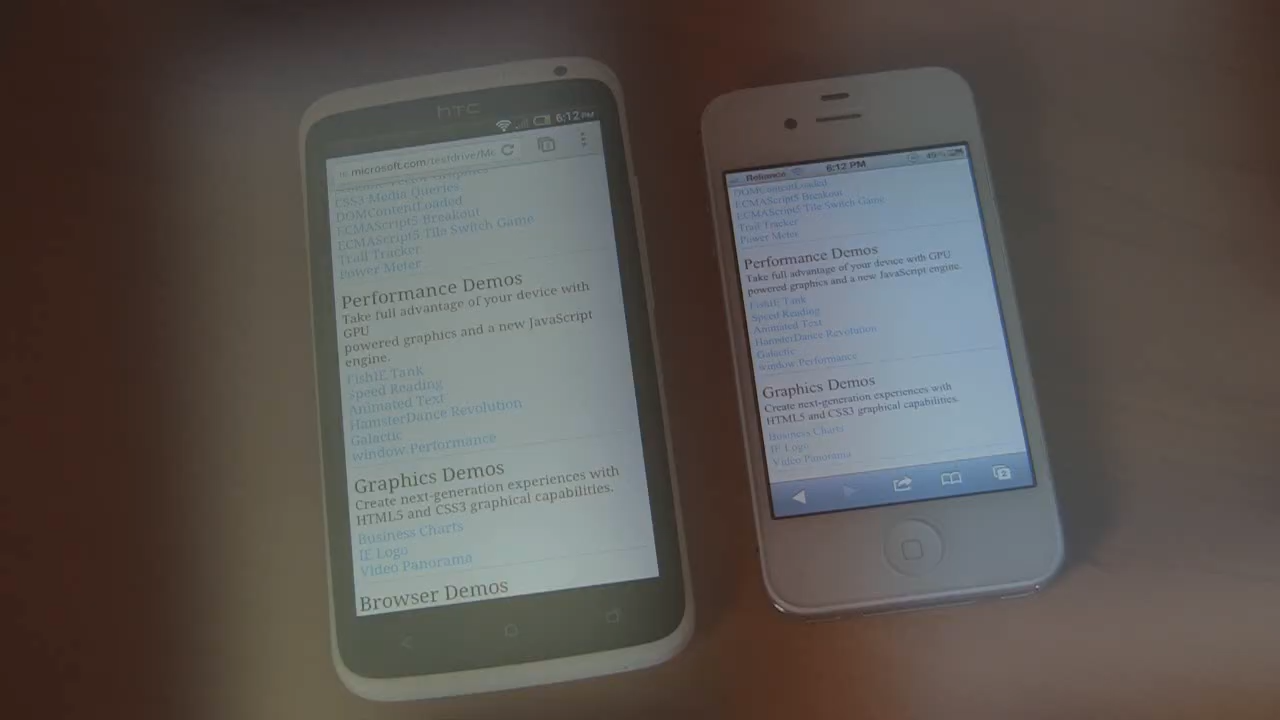 hTC
6:12 PM
microsoft.com/testdrive/Mo
CSS3 Media Queries
DOMContentLoaded
ECMAScript5 Breakout
ECMAScript5 Tile Switch Game
Trail Tracker
Power Meter
Performance Demos
Take full advantage of your device with
GPU
powered graphics and a new JavaScript
engine.
FishIE Tank
Speed Reading
Animated Text
HamsterDance Revolution
Galactic
window.Performance
Graphics Demos
Create next-generation experiences with
HTML5 and CSS3 graphical capabilities.
Business Charts
IE Logo
Video Panorama
Browser Demos
Reliance 6:12 PM
DOMContentLoaded
ECMAScript5 Breakout
ECMAScript5 Tile Switch Game
Trail Tracker
Power Meter
Performance Demos
Take full advantage of your device with GPU
powered graphics and a new JavaScript engine.
FishIE Tank
Speed Reading
Animated Text
HamsterDance Revolution
Galactic
window.Performance
Graphics Demos
Create next-generation experiences with
HTML5 and CSS3 graphical capabilities.
Business Charts
IE Logo
Video Panorama
2